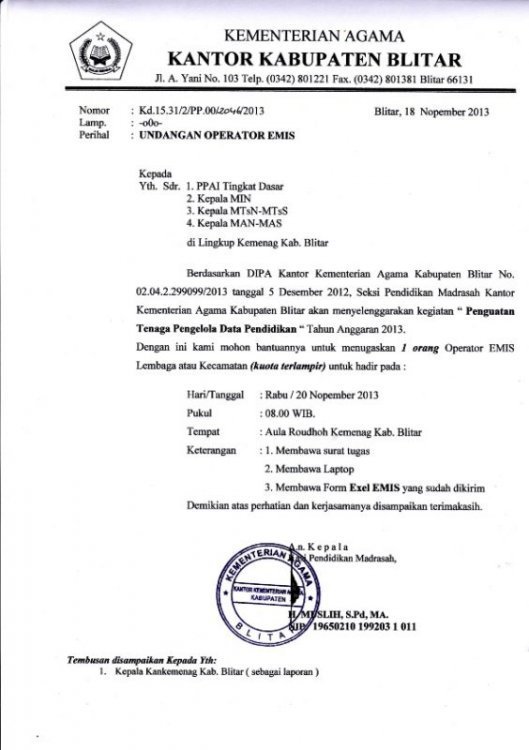 KEMENTERIAN AGAMA
KANTOR KABUPATEN BLITAR
Jl. A. Yani No. 103 Telp. (0342) 801221 Fax. (0342) 801381 Blitar 66131
Nomor : Kd.15.31/2/PP.00/2046/2013 Blitar, 18 Nopember 2013
Lamp. : -o0o-
Perihal : UNDANGAN OPERATOR EMIS
Kepada
Yth. Sdr. 1. PPAI Tingkat Dasar
2. Kepala MIN
3. Kepala MTsN-MTsS
4. Kepala MAN-MAS
di Lingkup Kemenag Kab. Blitar
Berdasarkan DIPA Kantor Kementerian Agama Kabupaten Blitar No.
02.04.2.299099/2013 tanggal 5 Desember 2012, Seksi Pendidikan Madrasah Kantor
Kementerian Agama Kabupaten Blitar akan menyelenggarakan kegiatan “ Penguatan
Tenaga Pengelola Data Pendidikan “ Tahun Anggaran 2013.
Dengan ini kami mohon bantuannya untuk menugaskan 1 orang Operator EMIS
Lembaga atau Kecamatan (kuota terlampir) untuk hadir pada :
Hari/Tanggal : Rabu / 20 Nopember 2013
Pukul : 08.00 WIB.
Tempat : Aula Roudhoh Kemenag Kab. Blitar
Keterangan : 1. Membawa surat tugas
2. Membawa Laptop
3. Membawa Form Exel EMIS yang sudah dikirim
Demikian atas perhatian dan kerjasamanya disampaikan terimakasih.
A.n. Kepala
Pendidikan Madrasah,
KEMENTERIAN AGAMA
KANTOR KEMENTERIAN AGAMA
KABUPATEN
BLITAR
H. MUSLIH, S.Pd, MA.
NIP. 19650210 199203 1 011
Tembusan disampaikan Kepada Yth:
1. Kepala Kankemenag Kab. Blitar ( sebagai laporan )